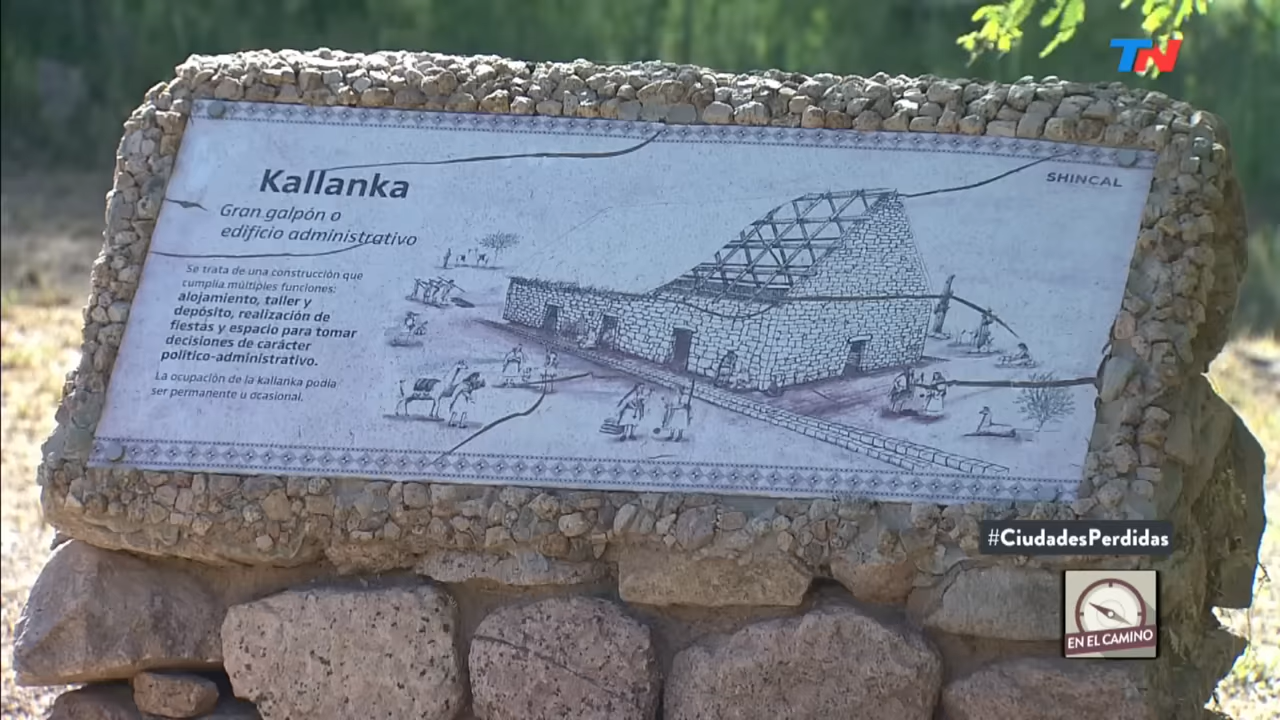 TN
Kallanka
SHINCAL
Gran galpón o
edificio administrativo
Se trata de una construcción que
cumplía múltiples funciones:
alojamiento, taller y
depósito, realización de
fiestas y espacio para tomar
decisiones de carácter
político-administrativo.
La ocupación de la kallanka podía
ser permanente u ocasional.
#CiudadesPerdidas
EN EL CAMINO